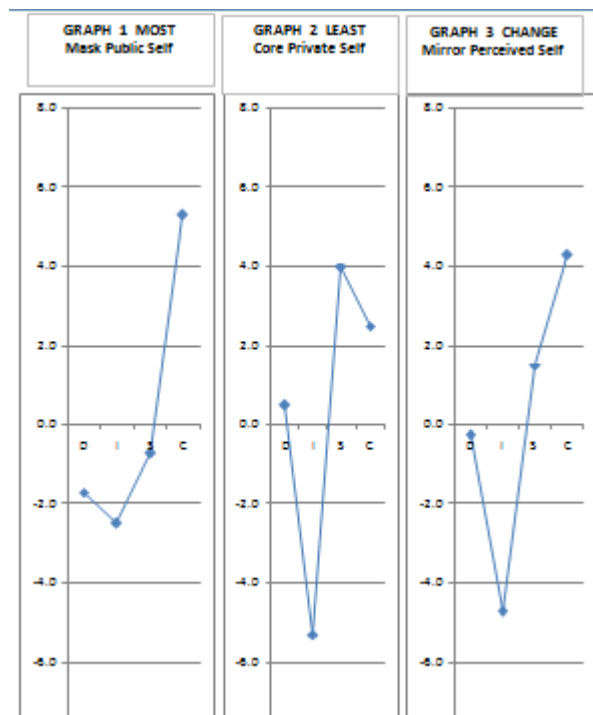 GRAPH 1 MOST
Mask Public Self
GRAPH 2 LEAST
Core Private Self
GRAPH 3 CHANGE
Mirror Perceived Self
8.0
6.0
4.0
2.0
0.0
D I S C
-2.0
-4.0
-6.0
8.0
6.0
4.0
2.0
0.0
D I S C
-2.0
-4.0
-6.0
8.0
6.0
4.0
2.0
0.0
D I S C
-2.0
-4.0
-6.0